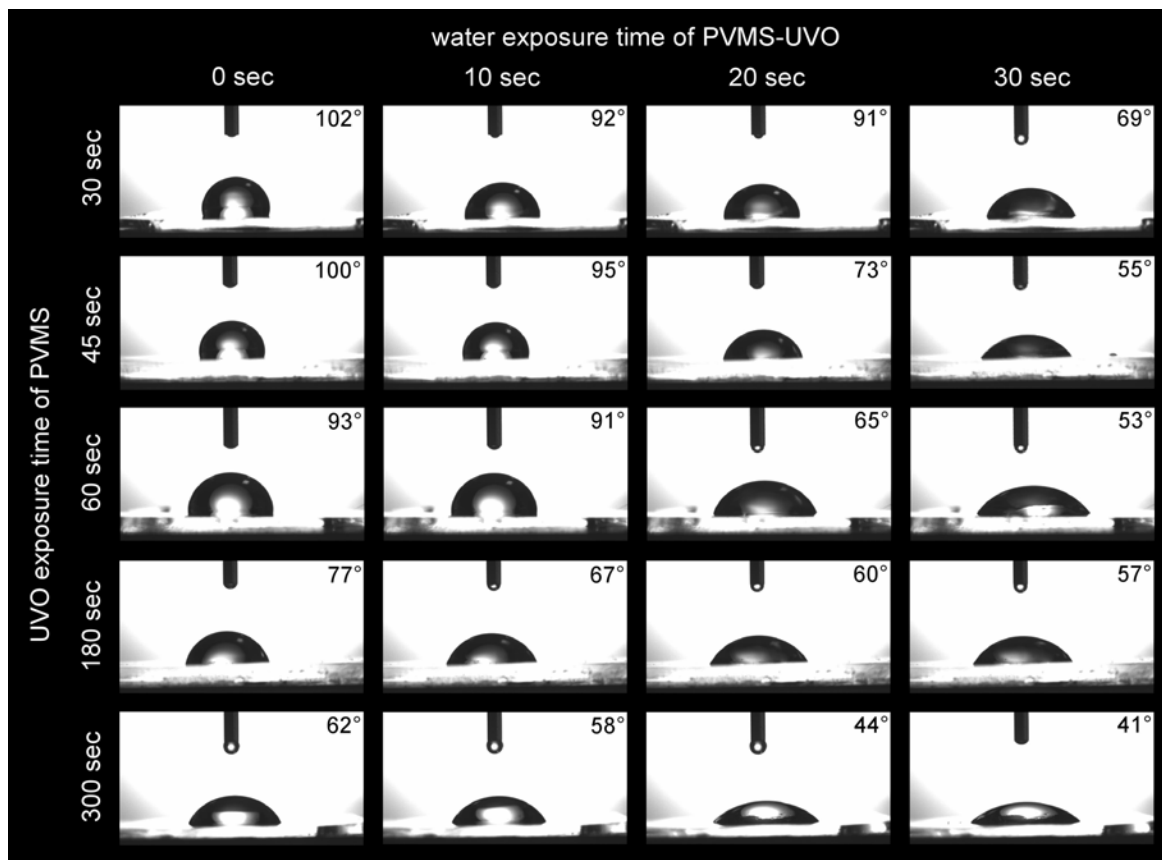 water exposure time of PVMS-UVO
0 sec 10 sec 20 sec 30 sec
UVO exposure time of PVMS
30 sec 102° 92° 91° 69°
45 sec 100° 95° 73° 55°
60 sec 93° 91° 65° 53°
180 sec 77° 67° 60° 57°
300 sec 62° 58° 44° 41°